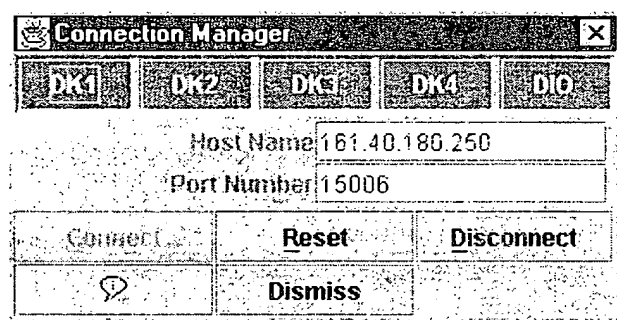 Connection Manager
DK1 DK2 DK3 DK4 DIO
Host Name 161.40.180.250
Port Number 15006
Connect Reset Disconnect
Dismiss